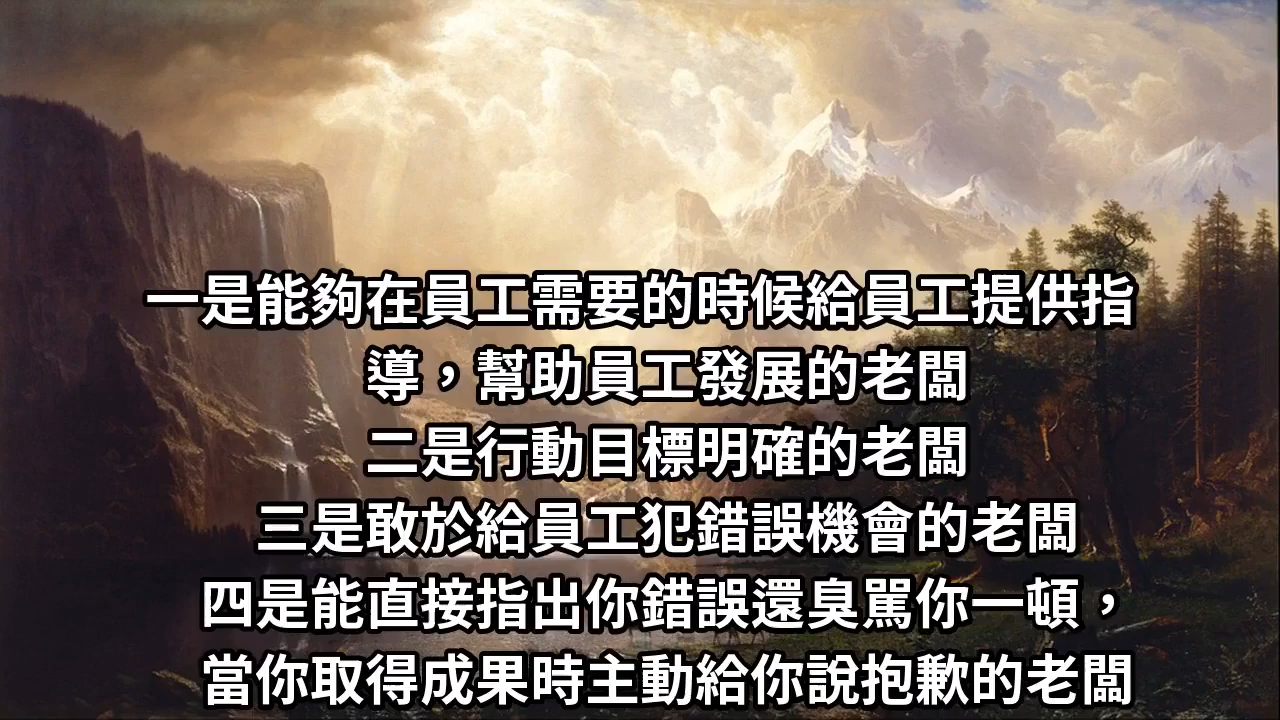 一是能夠在員工需要的時候給員工提供指
導，幫助員工發展的老闆
二是行動目標明確的老闆
三是敢於給員工犯錯誤機會的老闆
四是能直接指出你錯誤還臭駡你一頓，
當你取得成果時主動給你說抱歉的老闆